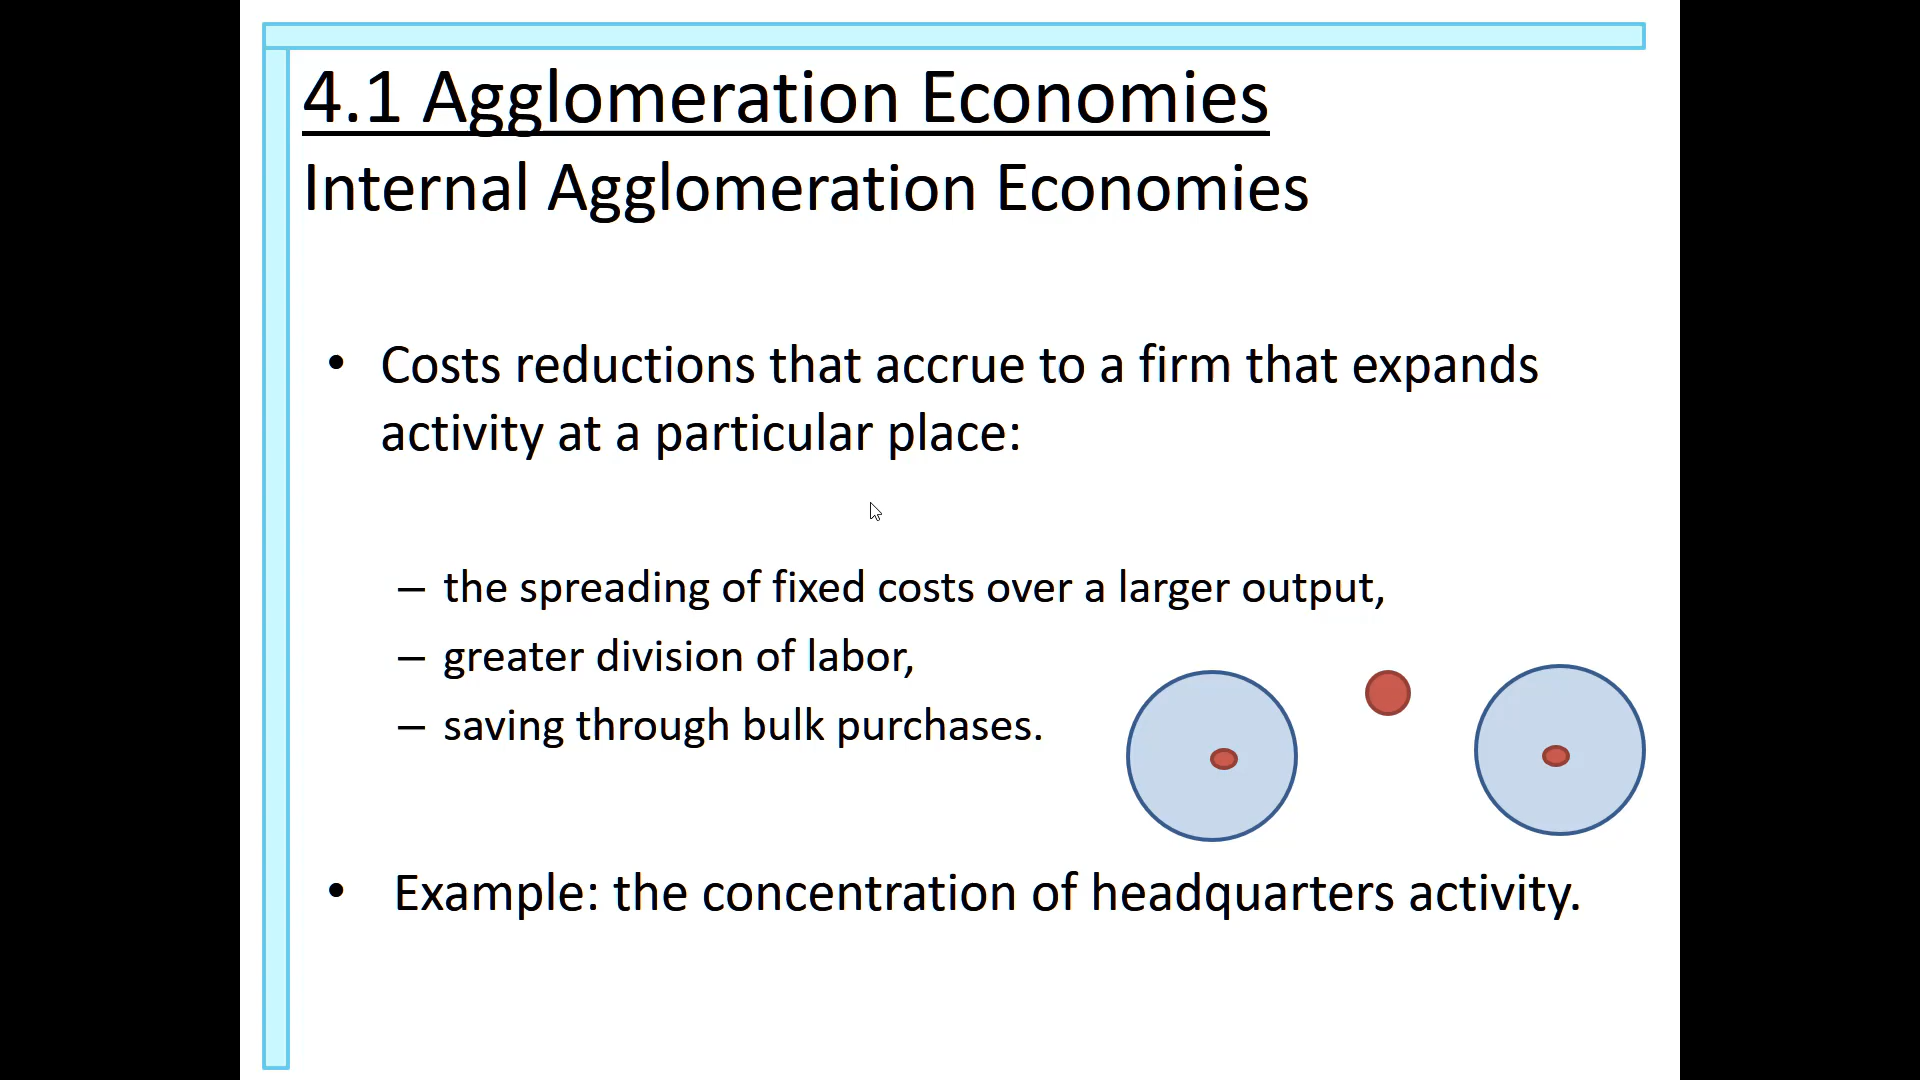 4.1 Agglomeration Economies
Internal Agglomeration Economies
• Costs reductions that accrue to a firm that expands
activity at a particular place:
– the spreading of fixed costs over a larger output,
– greater division of labor,
– saving through bulk purchases.
• Example: the concentration of headquarters activity.